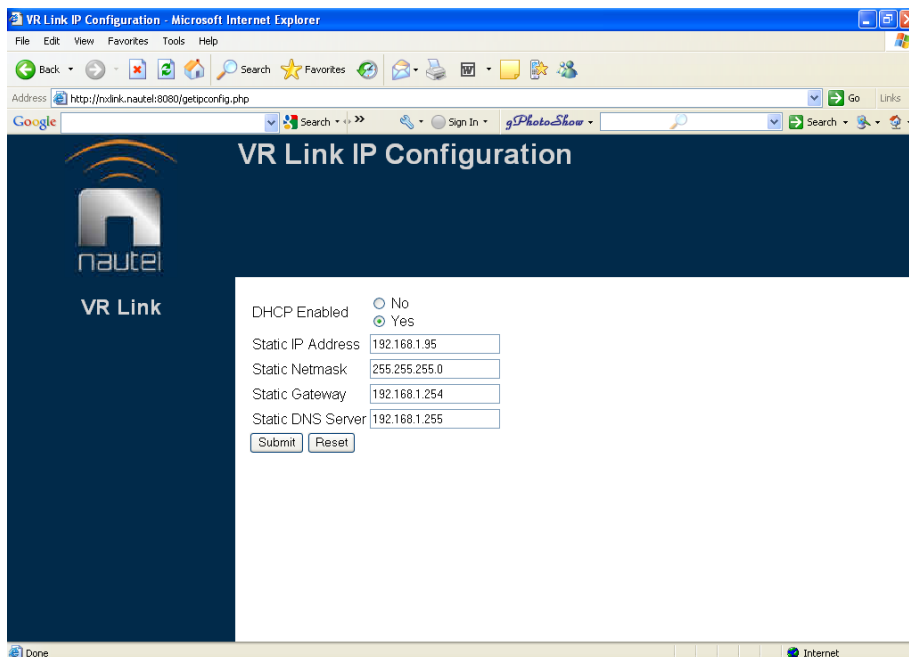 VR Link IP Configuration - Microsoft Internet Explorer
File Edit View Favorites Tools Help
Back Search Favorites
Address http://nxlink.nautel:8080/getipconfig.php Go Links
Google Search Sign In gPhotoShow Search
VR Link IP Configuration
nautel
VR Link
DHCP Enabled
No
Yes
Static IP Address 192.168.1.95
Static Netmask 255.255.255.0
Static Gateway 192.168.1.254
Static DNS Server 192.168.1.255
Submit Reset
Done Internet